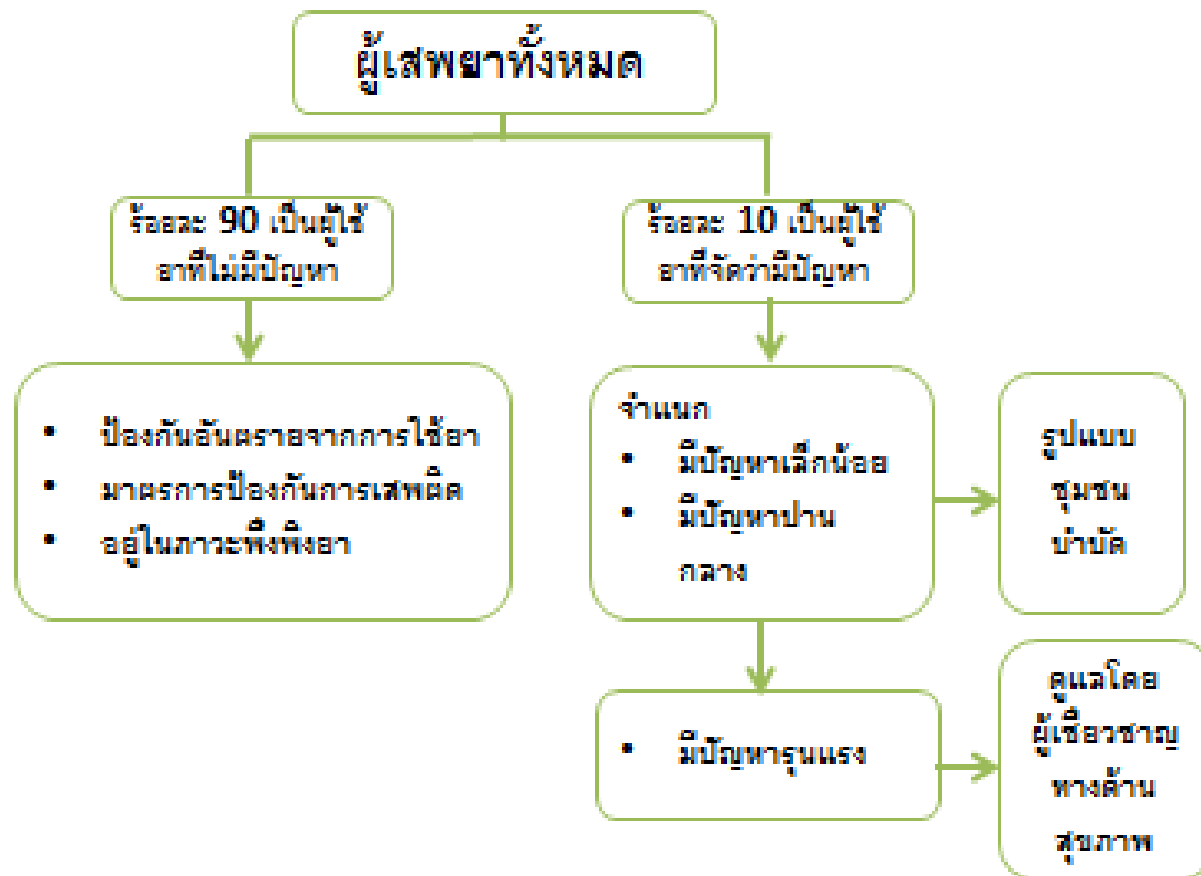 ผู้เสพยาทั้งหมด
ร้อยละ 90 เป็นผู้ใช้
ยาที่ไม่มีปัญหา
ร้อยละ 10 เป็นผู้ใช้
ยาที่จัดว่ามีปัญหา
• ป้องกันอันตรายจากการใช้ยา
• มาตรการป้องกันการเสพติด
• อยู่ในภาวะพึ่งพิงยา
จำแนก
• มีปัญหาเล็กน้อย
• มีปัญหาปาน
กลาง
รูปแบบ
ชุมชน
บำบัด
• มีปัญหารุนแรง
ดูแลโดย
ผู้เชี่ยวชาญ
ทางด้าน
สุขภาพ